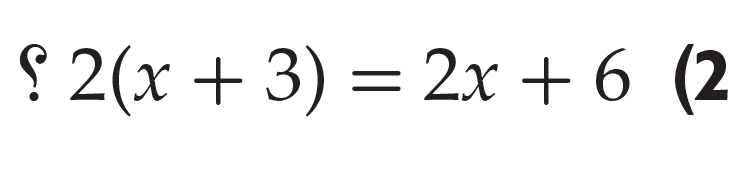 (2 2(x + 3) = 2x + 6 ؟